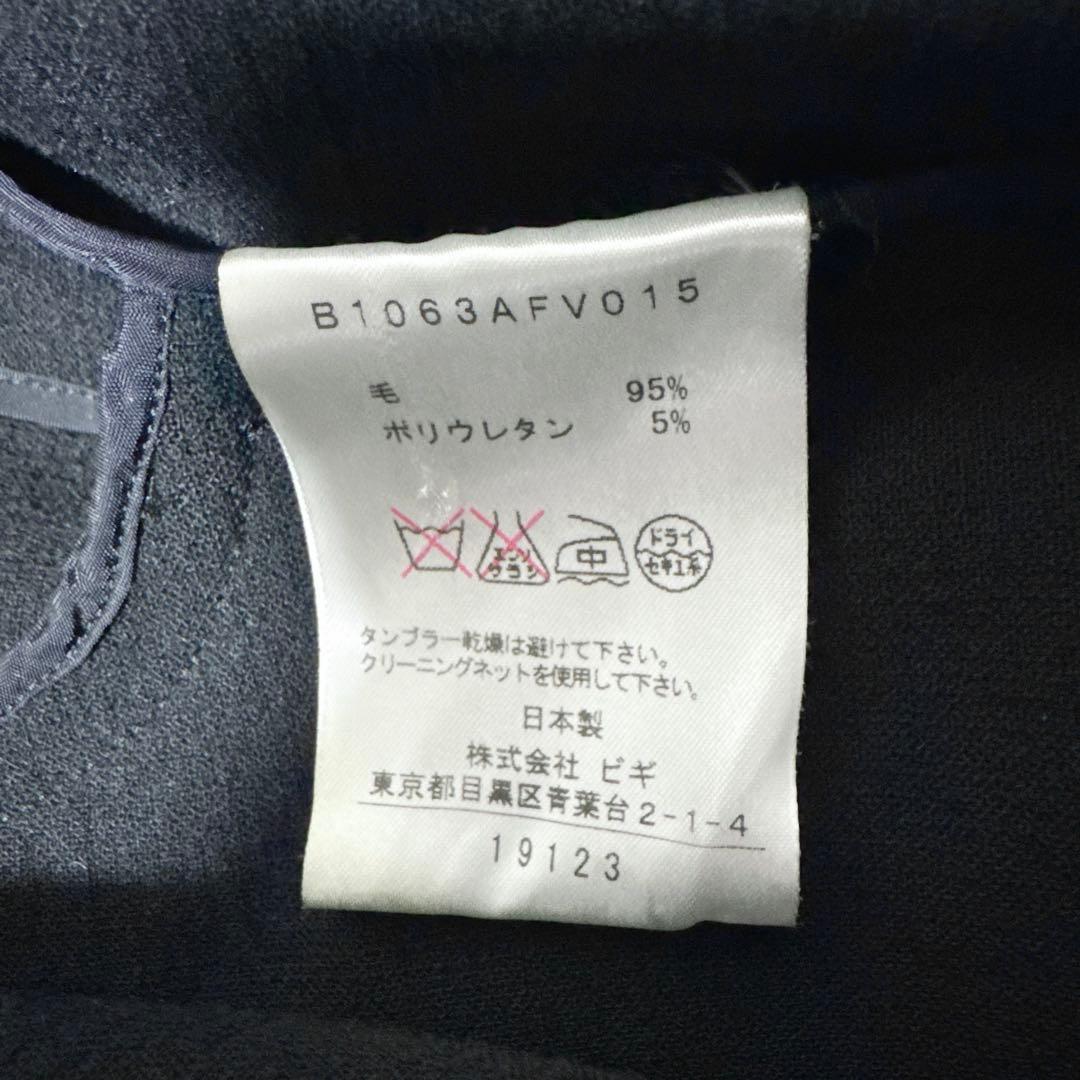 B1063AFV015
毛 95%
ポリウレタン 5%
エンソサラシ 中 ドライ
セキユ系
タンブラー乾燥は避けて下さい。
クリーニングネットを使用して下さい。
日本製
株式会社 ビギ
東京都目黒区青葉台2-1-4
19123